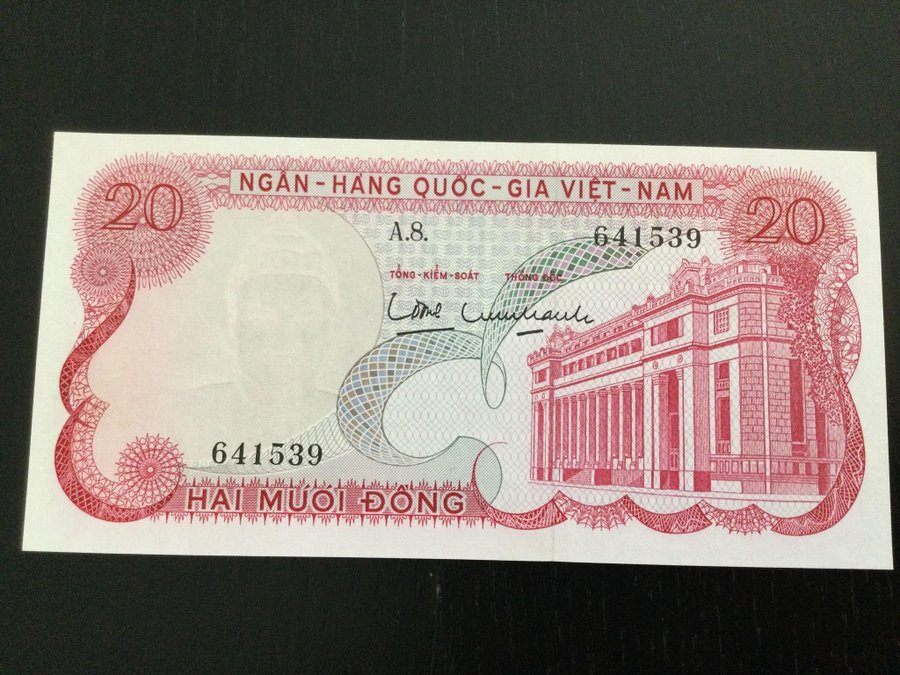 NGÂN-HÀNG QUỐC-GIA VIỆT-NAM
20
20
A.8.
641539
TỔNG-KIỂM-SOÁT
THỐNG ĐỐC
641539
HAI MƯƠI ĐỒNG